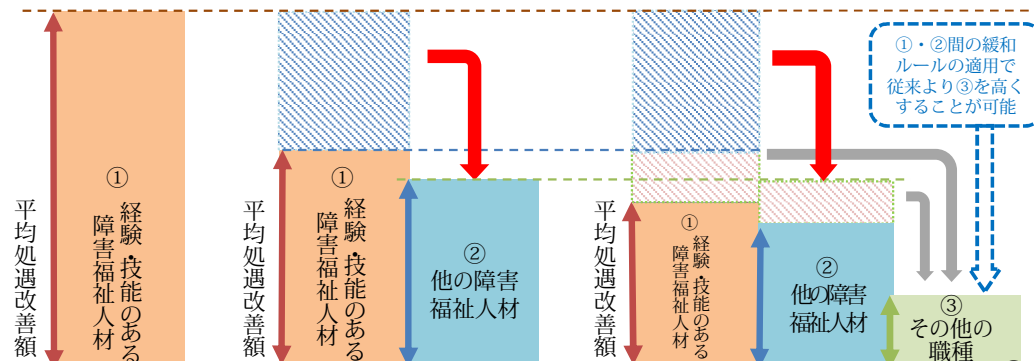 平均処遇改善額
①
経験・技能のある
障害福祉人材
平均処遇改善額
①
経験・技能のある
障害福祉人材
②
他の障害
福祉人材
平均処遇改善額
①
経験・技能のある
障害福祉人材
②
他の障害
福祉人材
①・②間の緩和
ルールの適用で
従来より③を高く
することが可能
③
その他の
職種